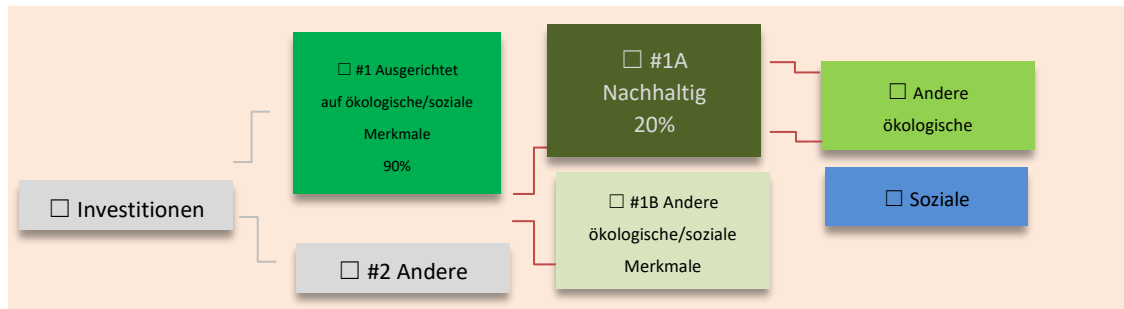 ☐ Investitionen
☐ #1 Ausgerichtet
auf ökologische/soziale
Merkmale
90%
☐ #2 Andere
☐ #1A
Nachhaltig
20%
☐ #1B Andere
ökologische/soziale
Merkmale
☐ Andere
ökologische
☐ Soziale